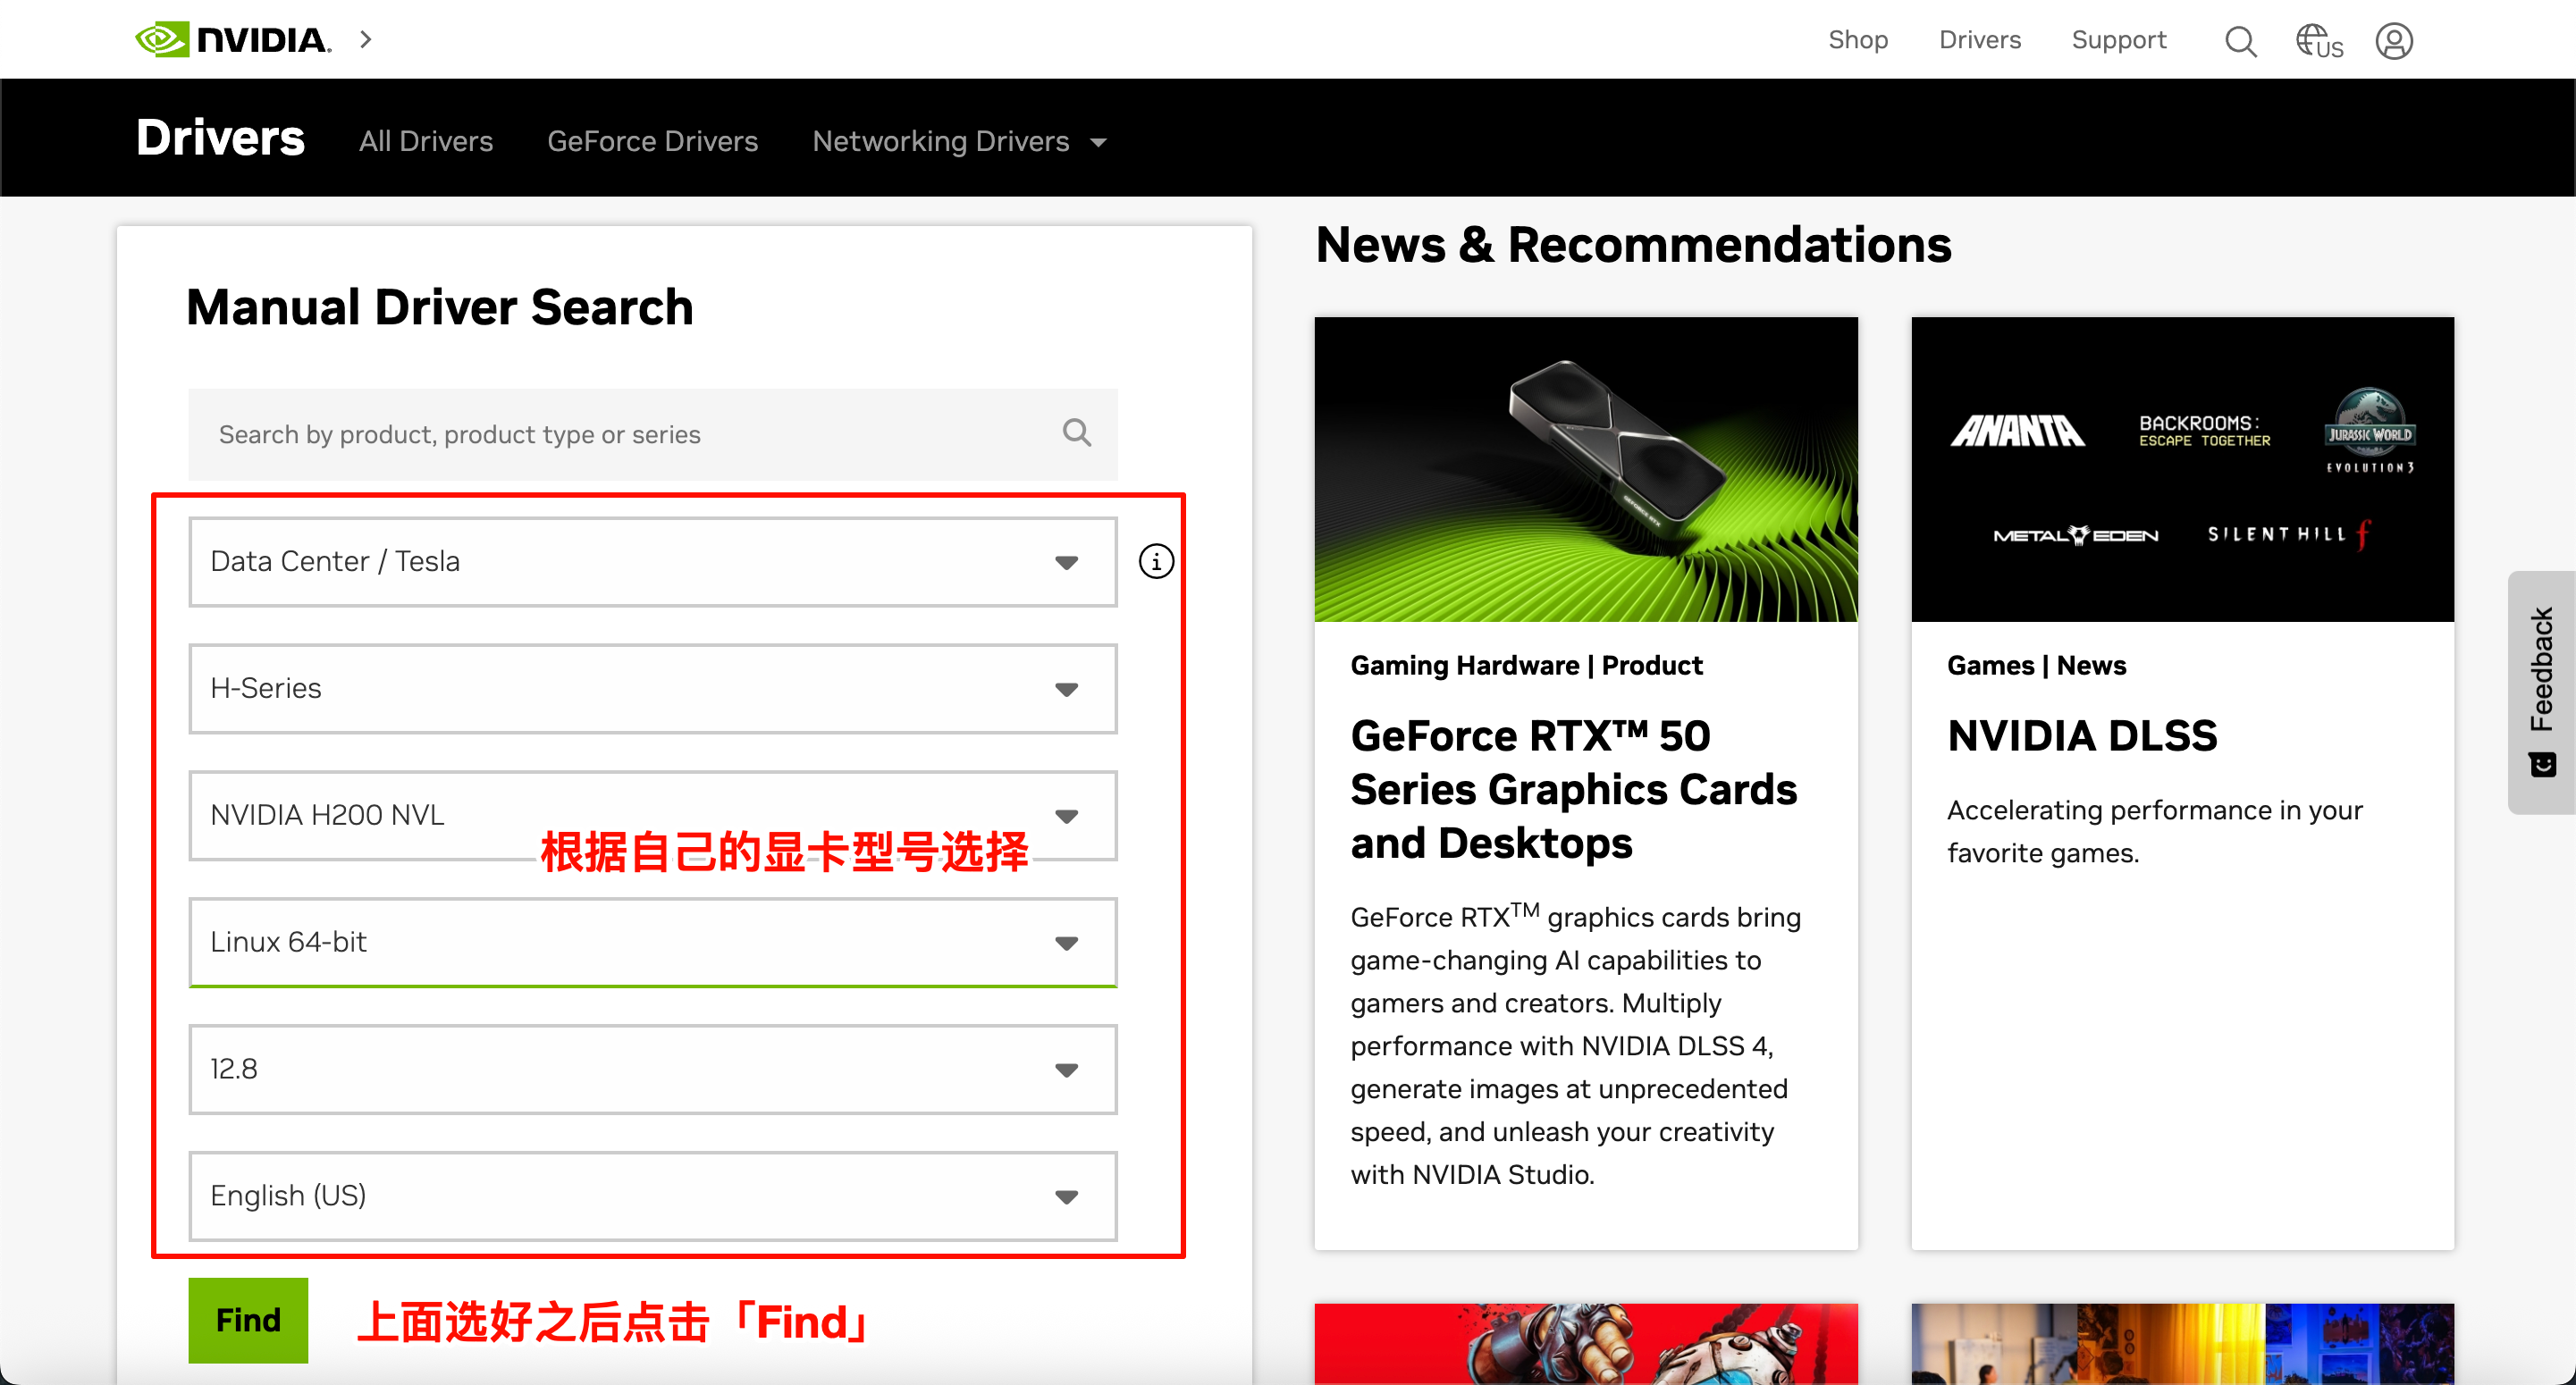 NVIDIA.
Shop
Drivers
Support
US
Drivers
All Drivers
GeForce Drivers
Networking Drivers
Manual Driver Search
Search by product, product type or series
Data Center / Tesla
H-Series
NVIDIA H200 NVL
根据自己的显卡型号选择
Linux 64-bit
12.8
English (US)
Find
上面选好之后点击「Find」
News & Recommendations
GEFORCE RTX
Gaming Hardware | Product
GeForce RTX™ 50
Series Graphics Cards
and Desktops
GeForce RTX™ graphics cards bring
game-changing AI capabilities to
gamers and creators. Multiply
performance with NVIDIA DLSS 4,
generate images at unprecedented
speed, and unleash your creativity
with NVIDIA Studio.
ANANTA
BACKROOMS:
ESCAPE TOGETHER
JURASSIC WORLD
EVOLUTION 3
METAL EDEN
SILENT HILL f
Games | News
NVIDIA DLSS
Accelerating performance in your
favorite games.
Feedback